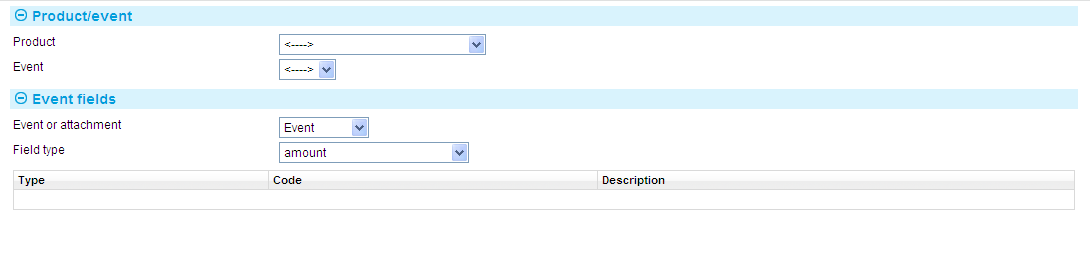 Product/event
Product <---->
Event <---->
Event fields
Event or attachment Event
Field type amount
Type Code Description